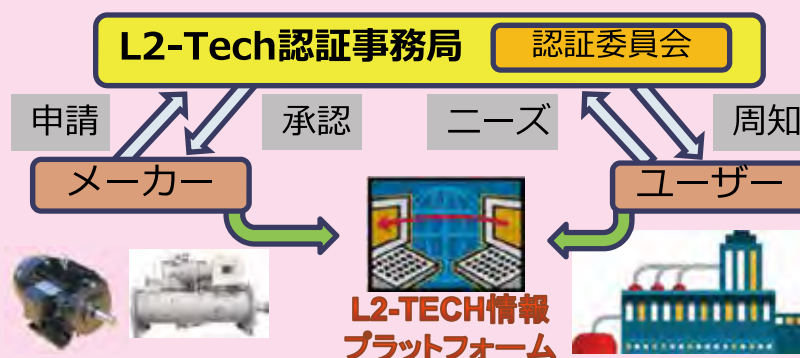 L2-Tech認証事務局 認証委員会
申請 承認 ニーズ 周知
メーカー ユーザー
L2-TECH情報
プラットフォーム